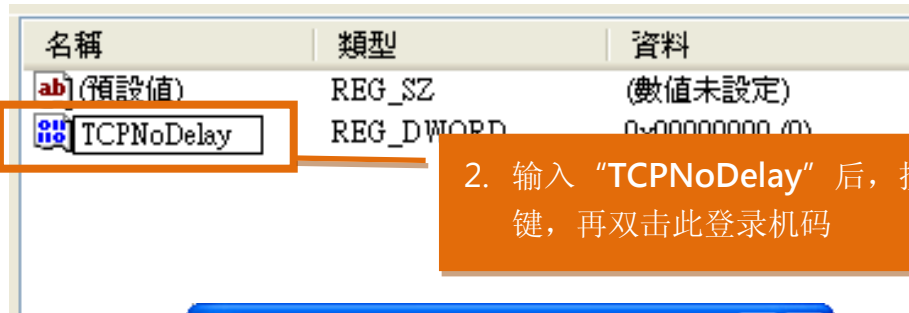 名稱 類型 資料
ab (預設值) REG_SZ (數值未設定)
TCPNoDelay REG_DWORD 0x00000000 (0)
2. 输入“TCPNoDelay”后，
键，再双击此登录机码